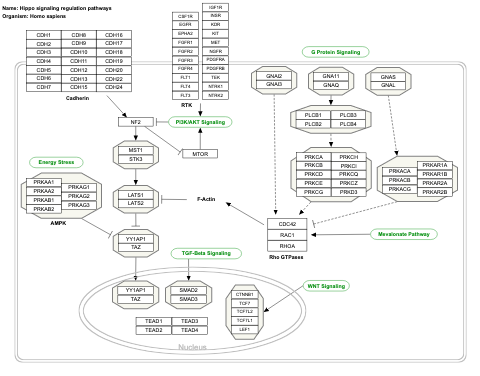 Name: Hippo signaling regulation pathways
Organism: Homo sapiens
CDH1 CDH8 CDH16
CDH2 CDH9 CDH17
CDH3 CDH10 CDH18
CDH4 CDH11 CDH19
CDH5 CDH12 CDH20
CDH6 CDH13 CDH22
CDH7 CDH15 CDH24
Cadherin
IGF1R
CSF1R INSR
EGFR KDR
EPHA2 KIT
FGFR1 MET
FGFR2 NGFR
FGFR3 PDGFRA
FGFR4 PDGFRB
FLT1 TEK
FLT4 NTRK1
FLT3 NTRK2
RTK
G Protein Signaling
GNAI2
GNAI3
GNA11
GNAQ
GNAS
GNAL
PLCB1 PLCB3
PLCB2 PLCB4
NF2
PI3K/AKT Signaling
MTOR
MST1
STK3
Energy Stress
PRKAA1
PRKAA2
PRKAB1
PRKAB2
PRKAG1
PRKAG2
PRKAG3
AMPK
LATS1
LATS2
F-Actin
PRKCA PRKCH
PRKCB PRKCI
PRKCD PRKCQ
PRKCE PRKCZ
PRKCG PRKD3
PRKACA
PRKACB
PRKACG
PRKAR1A
PRKAR1B
PRKAR2A
PRKAR2B
CDC42
RAC1
RHOA
Rho GTPases
Mevalonate Pathway
YY1AP1
TAZ
TGF-Beta Signaling
YY1AP1
TAZ
SMAD2
SMAD3
CTNNB1
TCF7
TCF7L2
TCF7L1
LEF1
WNT Signaling
TEAD1 TEAD3
TEAD2 TEAD4
Nucleus